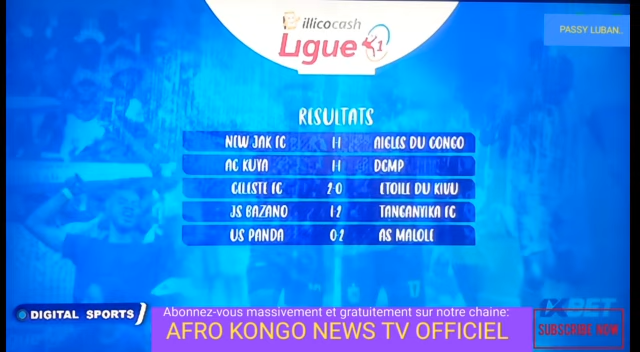 PASSY LUBAN..
illicocash
Ligue 1
RESULTATS
NEW JAK FC 1-1 AIGLES DU CONGO
AC KUYA 1-1 DCMP
CELESTE FC 2-0 ETOILE DU KIVU
JS BAZANO 1-2 TANGANYIKA FC
US PANDA 0-2 AS MALOLE
1XBET
DIGITAL SPORTS
Abonnez-vous massivement et gratuitement sur notre chaine:
AFRO KONGO NEWS TV OFFICIEL
SUBSCRIBE NOW